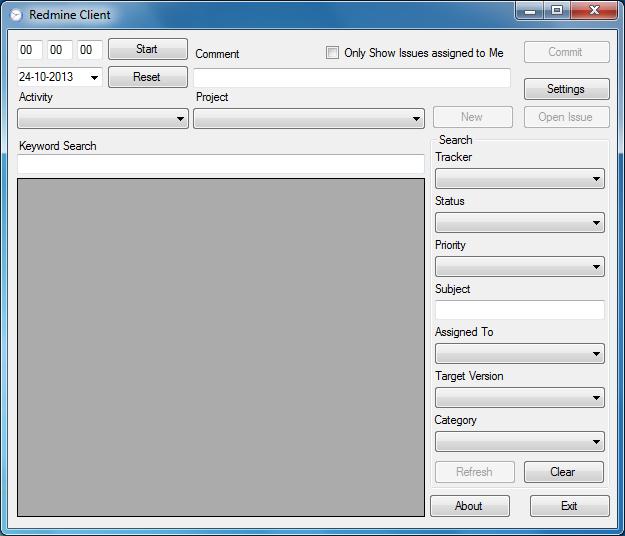 Redmine Client
00 00 00 Start
Comment
Only Show Issues assigned to Me
Commit
24-10-2013 Reset
Settings
Activity
Project
New
Open Issue
Keyword Search
Search
Tracker
Status
Priority
Subject
Assigned To
Target Version
Category
Refresh
Clear
About
Exit